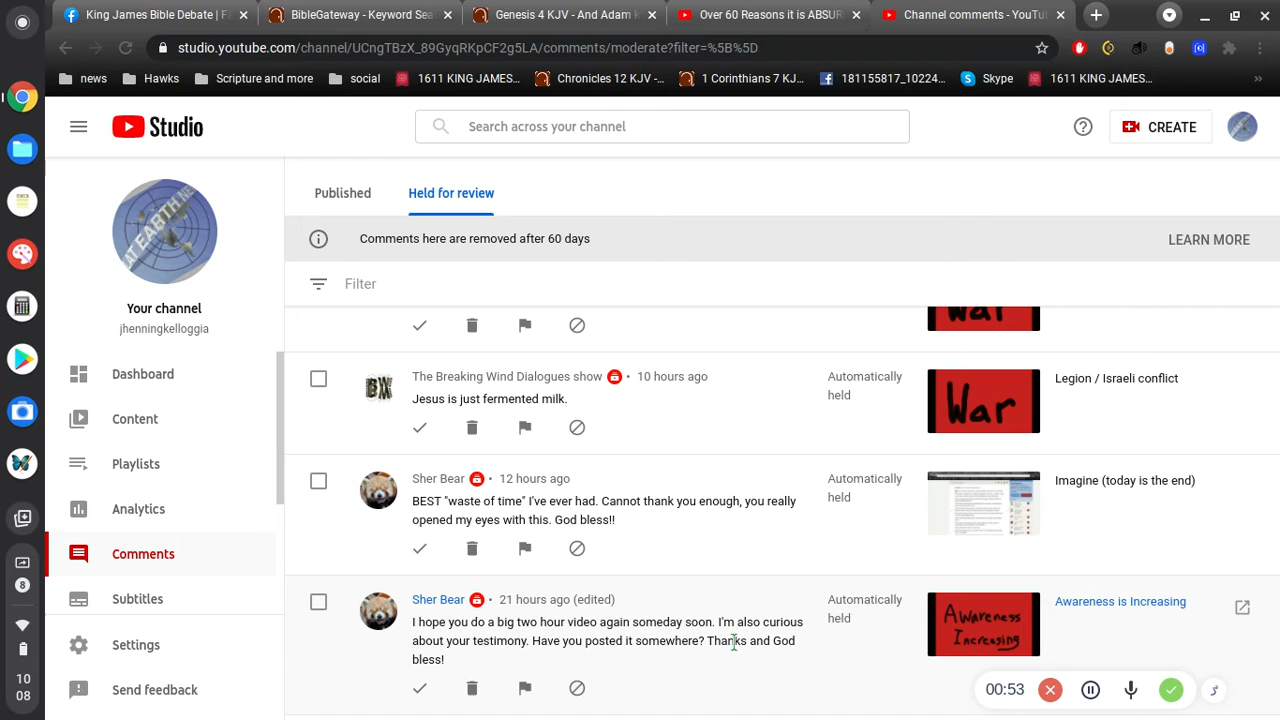 James Bible Debate | Fa
BibleGateway - Keyword Sea
Genesis 4 KJV - And Adam k
Over 60 Reasons it is ABSUR
Channel comments - YouTu
studio.youtube.com/channel/UCngTBzX_89GyqRKpCF2g5LA/comments/moderate?filter=%5B%5D
news
Hawks
Scripture and more
social
1611 KING JAMES...
Chronicles 12 KJV -...
1 Corinthians 7 KJ...
181155817_10224...
Skype
1611 KING JAMES...
»
Studio
Search across your channel
CREATE
LAT EARTH.NE
Your channel
jhenningkelloggia
Dashboard
Content
Playlists
Analytics
Comments
Subtitles
Settings
Send feedback
8
10
08
Published
Held for review
Comments here are removed after 60 days
LEARN MORE
Filter
War
BX
The Breaking Wind Dialogues show • 10 hours ago
Jesus is just fermented milk.
Automatically
held
War
Legion / Israeli conflict
Sher Bear • 12 hours ago
BEST "waste of time" I've ever had. Cannot thank you enough, you really
opened my eyes with this. God bless!!
Automatically
held
Imagine (today is the end)
Sher Bear • 21 hours ago (edited)
I hope you do a big two hour video again someday soon. I'm also curious
about your testimony. Have you posted it somewhere? Thanks and God
bless!
Automatically
held
Awareness
Increasing
Awareness is Increasing
00:53